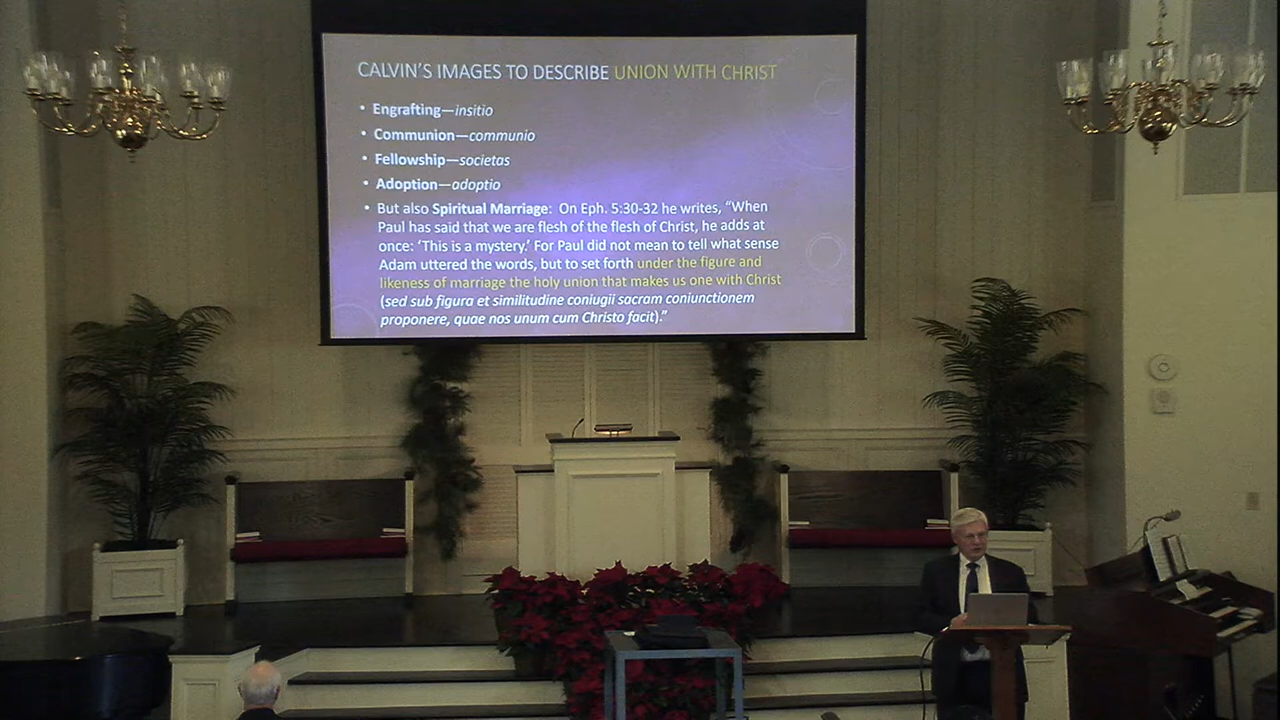 CALVIN'S IMAGES TO DESCRIBE UNION WITH CHRIST
• Engrafting—insitio
• Communion—communio
• Fellowship—societas
• Adoption—adoptio
• But also Spiritual Marriage: On Eph. 5:30-32 he writes, "When
Paul has said that we are flesh of the flesh of Christ, he adds at
once: 'This is a mystery.' For Paul did not mean to tell what sense
Adam uttered the words, but to set forth under the figure and
likeness of marriage the holy union that makes us one with Christ
(sed sub figura et similitudine coniugii sacram coniunctionem
proponere, quae nos unum cum Christo facit)."